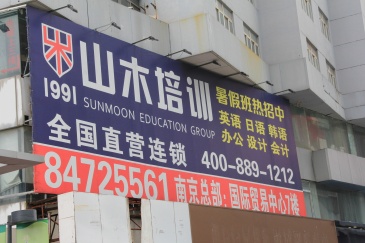 山木培训
1991 SUNMOON EDUCATION GROUP
暑假班热招中
英语 日语 韩语
办公 设计 会计
全国直营连锁 400-889-1212
84725561 南京总部:国际贸易中心7楼